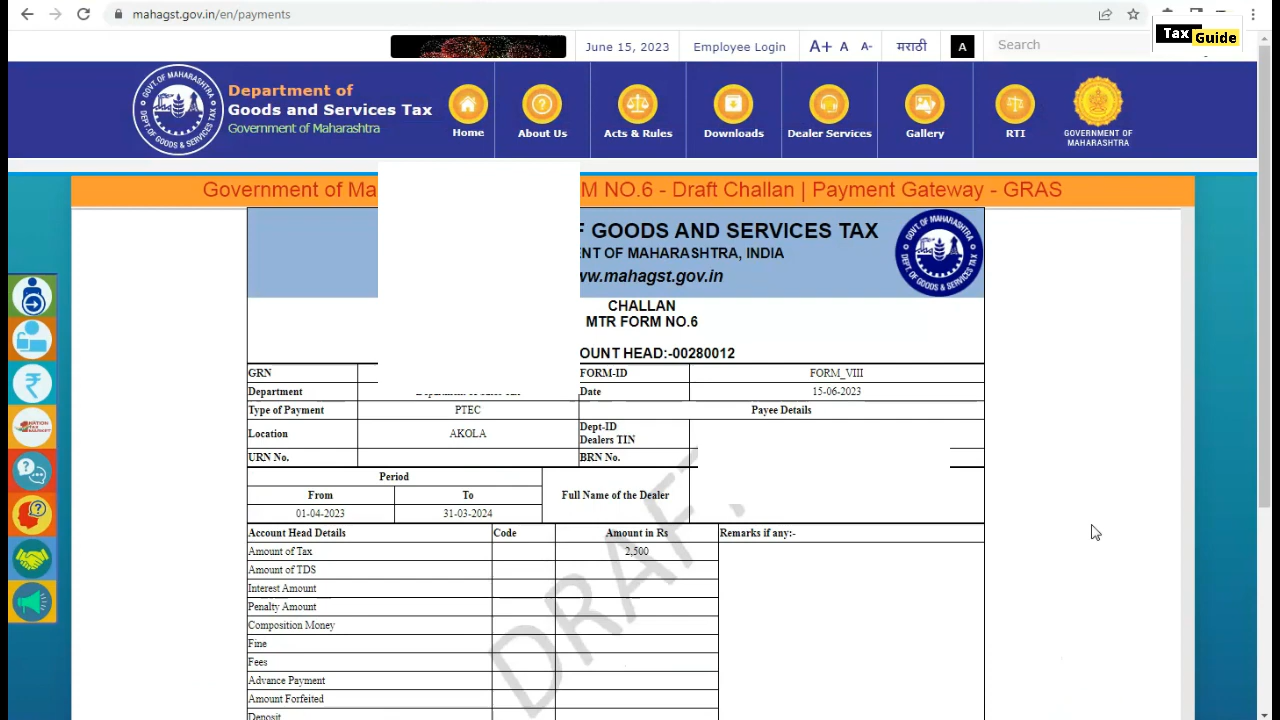 mahagst.gov.in/en/payments
Tax Guide
June 15, 2023 Employee Login A+ A A- मराठी A Search
Department of
Goods and Services Tax
Government of Maharashtra
Home About Us Acts & Rules Downloads Dealer Services Gallery RTI
GOVERNMENT OF
MAHARASHTRA
Government of Ma M NO.6 - Draft Challan | Payment Gateway - GRAS
F GOODS AND SERVICES TAX
NT OF MAHARASHTRA, INDIA
w.mahagst.gov.in
CHALLAN
MTR FORM NO.6
OUNT HEAD:-00280012
GRN FORM-ID FORM_VIII
Department Date 15-06-2023
Type of Payment PTEC Payee Details
Location AKOLA Dept-ID
Dealers TIN
URN No. BRN No.
Period
From To Full Name of the Dealer
01-04-2023 31-03-2024
Account Head Details Code Amount in Rs Remarks if any:-
Amount of Tax 2,500
Amount of TDS
Interest Amount
Penalty Amount
Composition Money
Fine
Fees
Advance Payment
Amount Forfeited
Deposit
DRAFT